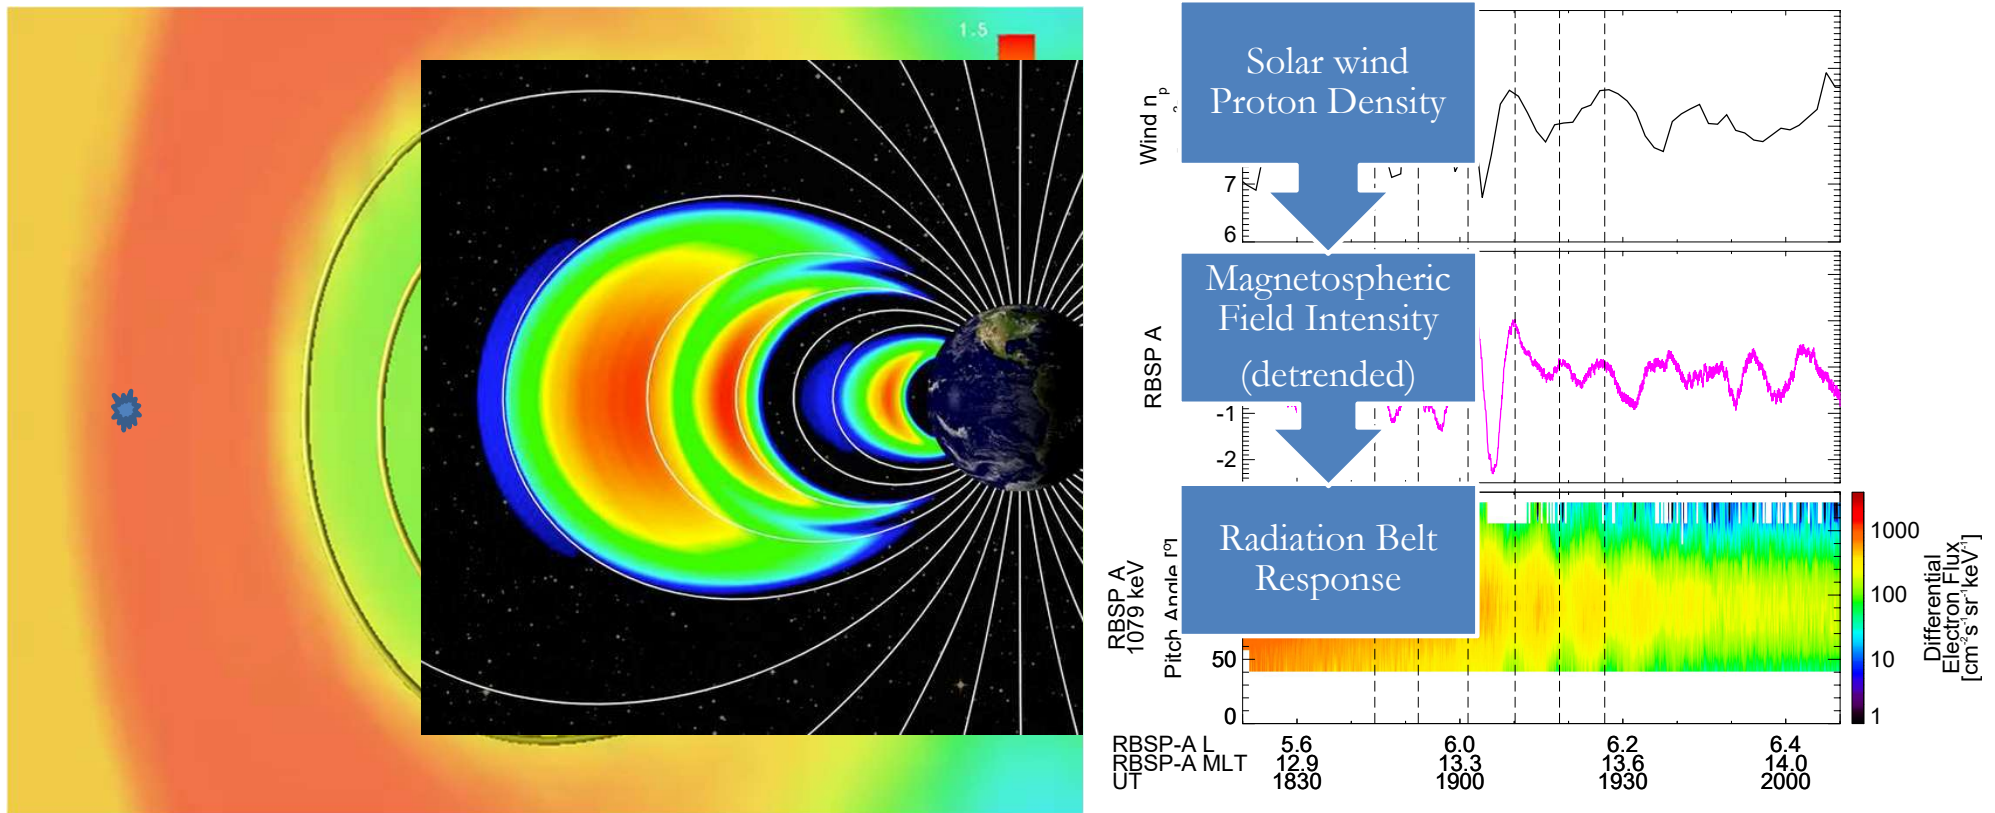 1.5
Solar wind
Proton Density
Wind n p
7
6
Magnetospheric
Field Intensity
(detrended)
RBSP A
-1
-2
Radiation Belt
Response
RBSP A
1079 keV
Pitch Angle [º]
50
0
1000
100
10
1
Differential
Electron Flux
[cm⁻²s⁻¹sr⁻¹keV⁻¹]
RBSP-A L 5.6 6.0 6.2 6.4
RBSP-A MLT 12.9 13.3 13.6 14.0
UT 1830 1900 1930 2000